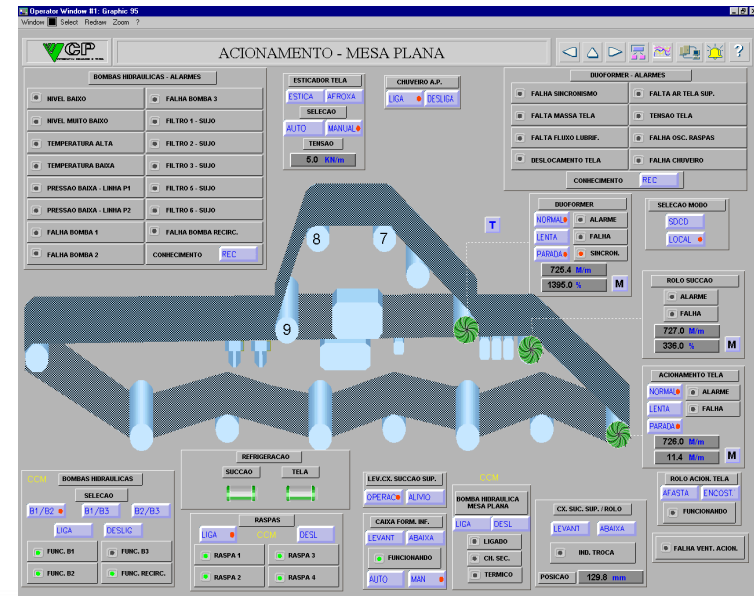 Operator Window #1: Graphic 95
Window Select Redraw Zoom ?
VCP
ACIONAMENTO - MESA PLANA
?
BOMBAS HIDRAULICAS - ALARMES
NIVEL BAIXO
FALHA BOMBA 3
NIVEL MUITO BAIXO
FILTRO 1 - SUJO
TEMPERATURA ALTA
FILTRO 2 - SUJO
TEMPERATURA BAIXA
FILTRO 3 - SUJO
PRESSAO BAIXA - LINHA P1
FILTRO 5 - SUJO
PRESSAO BAIXA - LINHA P2
FILTRO 6 - SUJO
FALHA BOMBA 1
FALHA BOMBA RECIRC.
FALHA BOMBA 2
CONHECIMENTO REC
ESTICADOR TELA
ESTICA AFROXA
SELECAO
AUTO MANUAL
TENSAO
5.0 KN/m
CHUVEIRO A.P.
LIGA DESLIGA
DUOFORMER - ALARMES
FALHA SINCRONISMO
FALTA AR TELA SUP.
FALTA MASSA TELA
TENSAO TELA
FALTA FLUXO LUBRIF.
FALHA OSC. RASPAS
DESLOCAMENTO TELA
FALHA CHUVEIRO
CONHECIMENTO REC
8
7
9
T
DUOFORMER
NORMAL ALARME
LENTA FALHA
PARADA SINCRON.
725.4 M/m
1395.0 % M
SELECAO MODO
SDCD
LOCAL
ROLO SUCCAO
ALARME
FALHA
727.0 M/m
336.0 % M
ACIONAMENTO TELA
NORMAL ALARME
LENTA FALHA
PARADA
726.0 M/m
11.4 M/m M
CCM BOMBAS HIDRAULICAS
SELECAO
B1/B2 B1/B3 B2/B3
LIGA DESLIG
FUNC. B1 FUNC. B3
FUNC. B2 FUNC. RECIRC.
REFRIGERACAO
SUCCAO TELA
RASPAS
LIGA CCM DESL
RASPA 1 RASPA 3
RASPA 2 RASPA 4
LEV.CX. SUCCAO SUP.
OPERAC ALIVIO
CAIXA FORM. INF.
LEVANT ABAIXA
FUNCIONANDO
AUTO MAN
CCM
BOMBA HIDRAULICA
MESA PLANA
LIGA DESL
LIGADO
CH. SEC.
TERMICO
CX. SUC. SUP. / ROLO
LEVANT ABAIXA
IND. TROCA
POSICAO 129.8 mm
ROLO ACION. TELA
AFASTA ENCOST.
FUNCIONANDO
FALHA VENT. ACION.